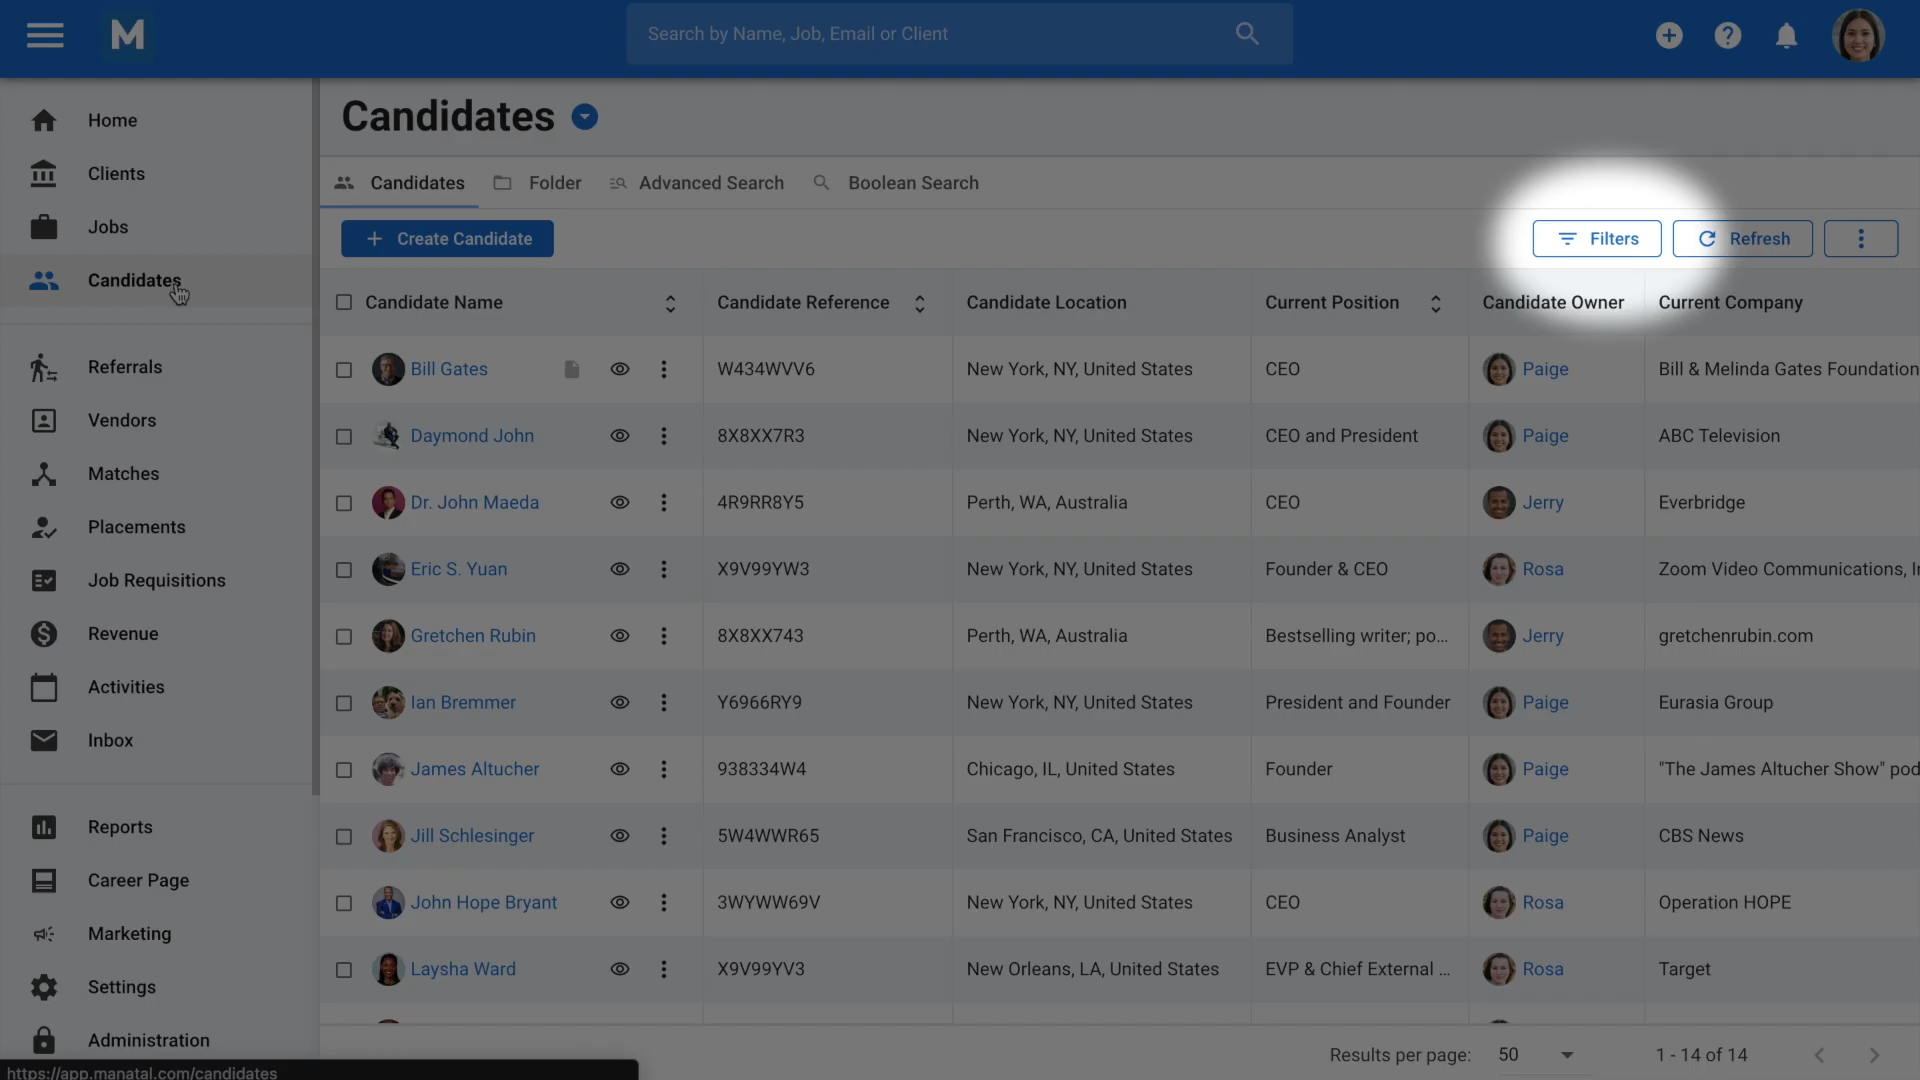 M
Search by Name, Job, Email or Client
Home
Clients
Jobs
Candidates
Referrals
Vendors
Matches
Placements
Job Requisitions
Revenue
Activities
Inbox
Reports
Career Page
Marketing
Settings
Administration
https://app.manatal.com/candidates
Candidates
Candidates Folder Advanced Search Boolean Search
+ Create Candidate Filters Refresh
Candidate Name Candidate Reference Candidate Location Current Position Candidate Owner Current Company
Bill Gates W434WVV6 New York, NY, United States CEO Paige Bill & Melinda Gates Foundation
Daymond John 8X8XX7R3 New York, NY, United States CEO and President Paige ABC Television
Dr. John Maeda 4R9RR8Y5 Perth, WA, Australia CEO Jerry Everbridge
Eric S. Yuan X9V99YW3 New York, NY, United States Founder & CEO Rosa Zoom Video Communications, I
Gretchen Rubin 8X8XX743 Perth, WA, Australia Bestselling writer; po... Jerry gretchenrubin.com
Ian Bremmer Y6966RY9 New York, NY, United States President and Founder Paige Eurasia Group
James Altucher 938334W4 Chicago, IL, United States Founder Paige "The James Altucher Show" pod
Jill Schlesinger 5W4WWR65 San Francisco, CA, United States Business Analyst Paige CBS News
John Hope Bryant 3WYWW69V New York, NY, United States CEO Rosa Operation HOPE
Laysha Ward X9V99YV3 New Orleans, LA, United States EVP & Chief External ... Rosa Target
Results per page: 50 1 - 14 of 14